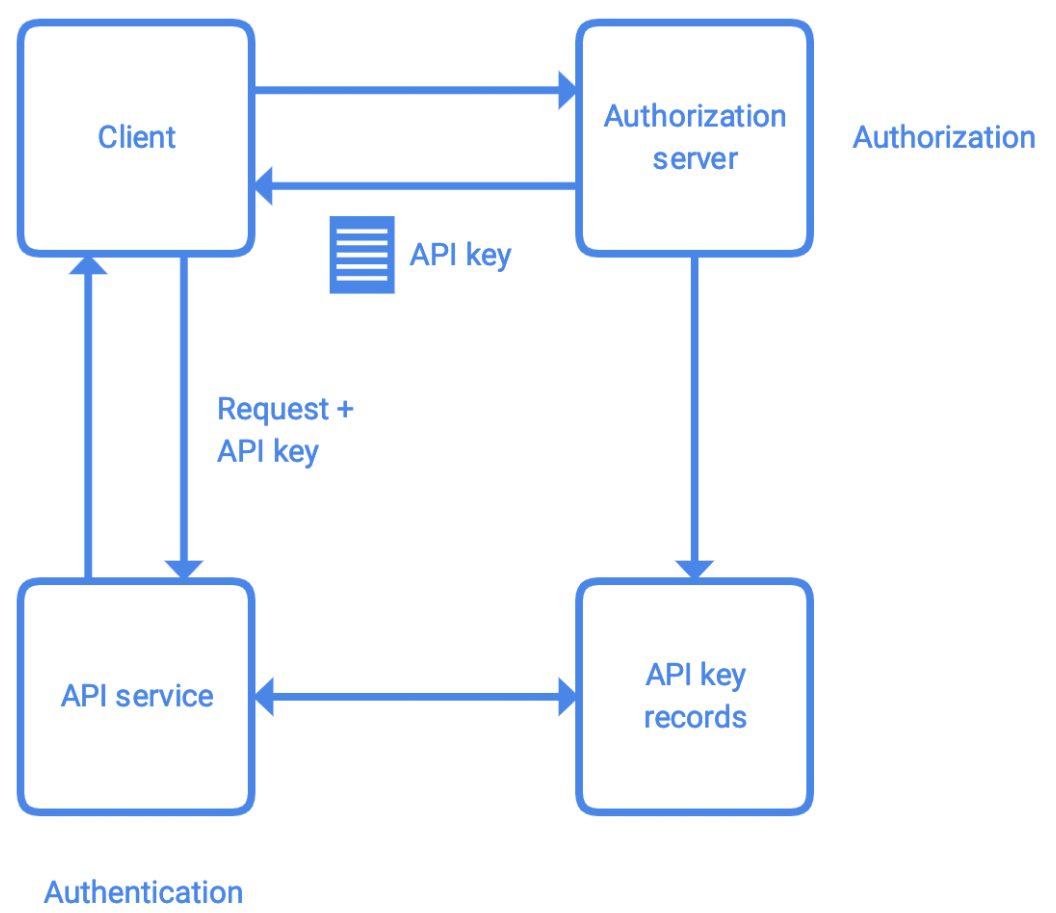 Client
Authorization
server
Authorization
API key
Request +
API key
API service
API key
records
Authentication